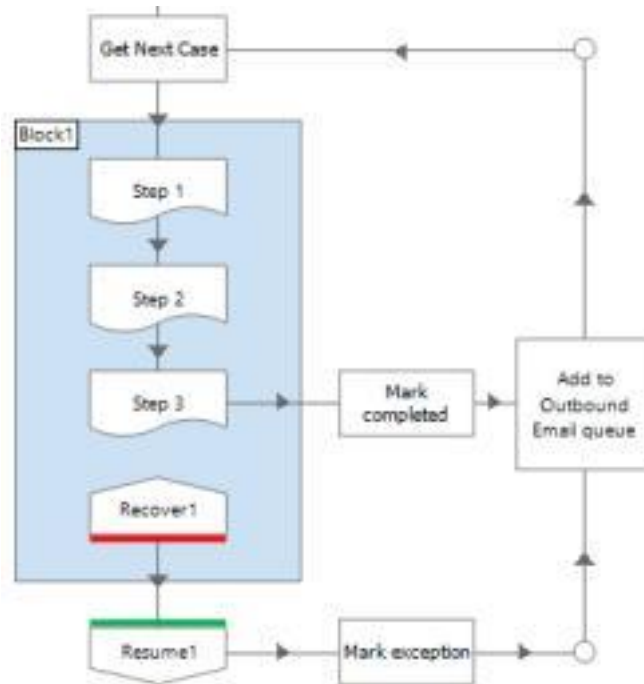 Get Next Case
Block1
Step 1
Step 2
Step 3
Mark
completed
Add to
Outbound
Email queue
Recover1
Resume1
Mark exception